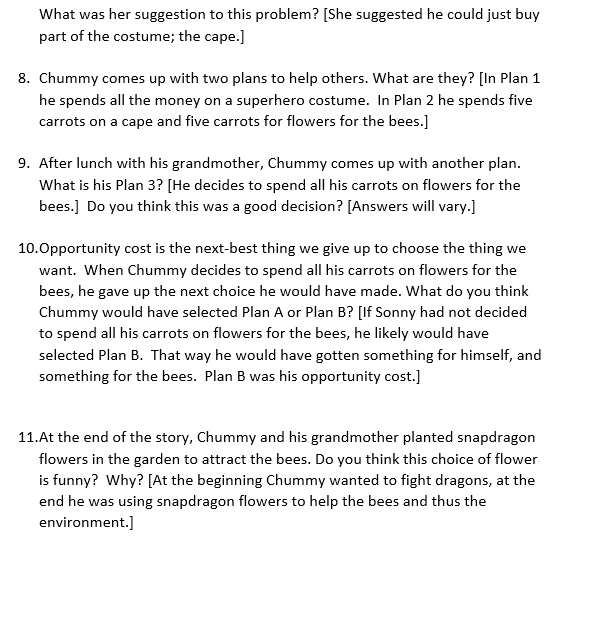 What was her suggestion to this problem? [She suggested he could just buy
part of the costume; the cape.]
8. Chummy comes up with two plans to help others. What are they? [In Plan 1
he spends all the money on a superhero costume.  In Plan 2 he spends five
carrots on a cape and five carrots for flowers for the bees.]
9. After lunch with his grandmother, Chummy comes up with another plan.
What is his Plan 3? [He decides to spend all his carrots on flowers for the
bees.]  Do you think this was a good decision? [Answers will vary.]
10.Opportunity cost is the next-best thing we give up to choose the thing we
want.  When Chummy decides to spend all his carrots on flowers for the
bees, he gave up the next choice he would have made. What do you think
Chummy would have selected Plan A or Plan B? [If Sonny had not decided
to spend all his carrots on flowers for the bees, he likely would have
selected Plan B.  That way he would have gotten something for himself, and
something for the bees.  Plan B was his opportunity cost.]
11.At the end of the story, Chummy and his grandmother planted snapdragon
flowers in the garden to attract the bees. Do you think this choice of flower
is funny?  Why? [At the beginning Chummy wanted to fight dragons, at the
end he was using snapdragon flowers to help the bees and thus the
environment.]